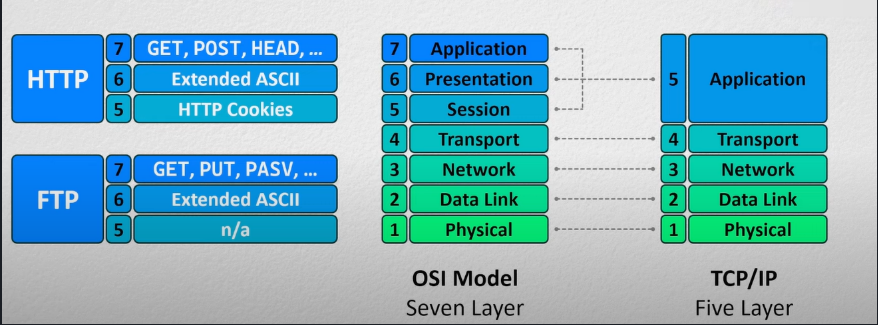 HTTP
7 GET, POST, HEAD, ...
6 Extended ASCII
5 HTTP Cookies
FTP
7 GET, PUT, PASV, ...
6 Extended ASCII
5 n/a
7 Application
6 Presentation
5 Session
4 Transport
3 Network
2 Data Link
1 Physical
OSI Model
Seven Layer
5 Application
4 Transport
3 Network
2 Data Link
1 Physical
TCP/IP
Five Layer